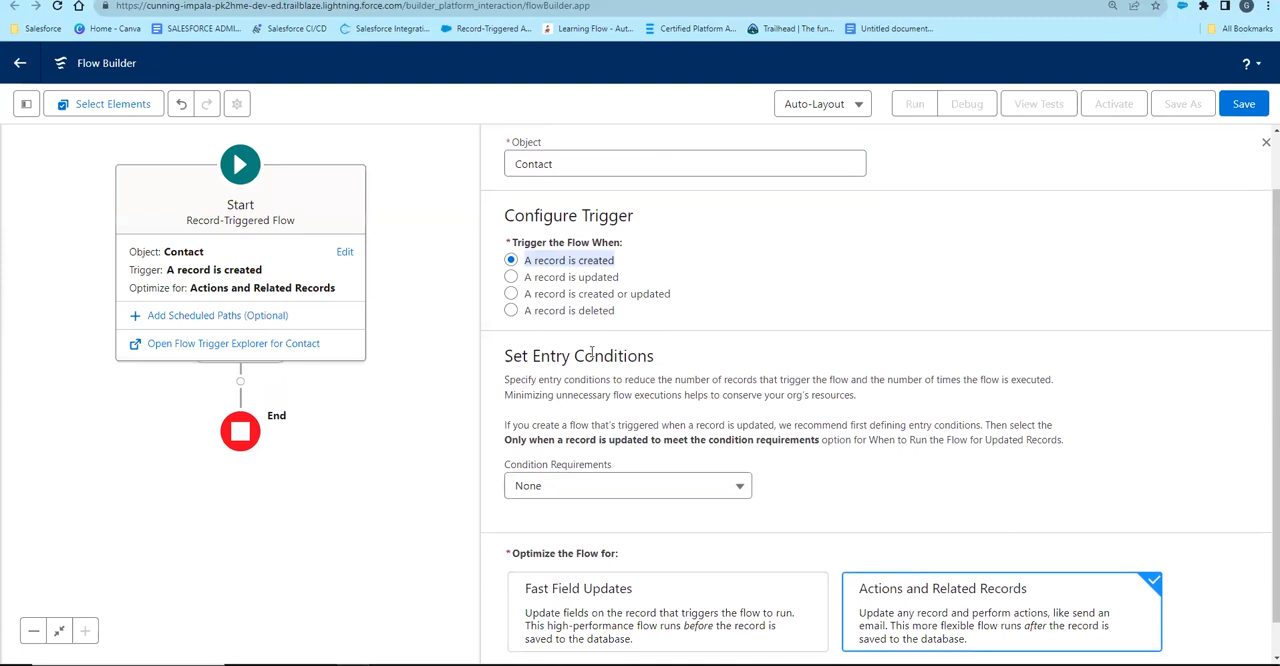 https://cunning-impala-pk2hme-dev-ed.trailblaze.lightning.force.com/builder_platform_interaction/flowBuilder.app
Salesforce
Home - Canva
SALESFORCE ADMI...
Salesforce CI/CD
Salesforce Integrati...
Record-Triggered A...
Learning Flow - Aut...
Certified Platform A...
Trailhead | The fun...
Untitled document...
All Bookmarks
Flow Builder
?
Select Elements
Auto-Layout
Run
Debug
View Tests
Activate
Save As
Save
Start
Record-Triggered Flow
Object: Contact
Edit
Trigger: A record is created
Optimize for: Actions and Related Records
Add Scheduled Paths (Optional)
Open Flow Trigger Explorer for Contact
End
*Object
Contact
Configure Trigger
*Trigger the Flow When:
A record is created
A record is updated
A record is created or updated
A record is deleted
Set Entry Conditions
Specify entry conditions to reduce the number of records that trigger the flow and the number of times the flow is executed.
Minimizing unnecessary flow executions helps to conserve your org's resources.
If you create a flow that's triggered when a record is updated, we recommend first defining entry conditions. Then select the
Only when a record is updated to meet the condition requirements option for When to Run the Flow for Updated Records.
Condition Requirements
None
*Optimize the Flow for:
Fast Field Updates
Update fields on the record that triggers the flow to run.
This high-performance flow runs before the record is
saved to the database.
Actions and Related Records
Update any record and perform actions, like send an
email. This more flexible flow runs after the record is
saved to the database.